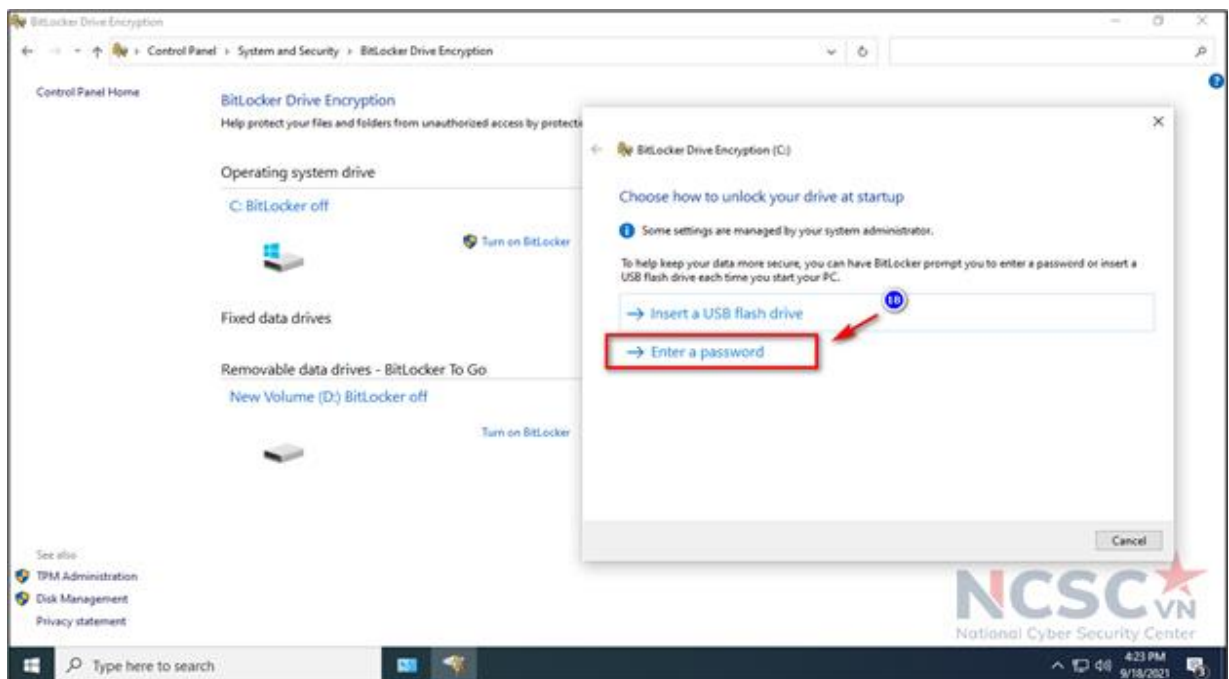 BitLocker Drive Encryption
Control Panel › System and Security › BitLocker Drive Encryption
Control Panel Home
BitLocker Drive Encryption
Help protect your files and folders from unauthorized access by protecti
Operating system drive
C: BitLocker off
Turn on BitLocker
Fixed data drives
Removable data drives - BitLocker To Go
New Volume (D:) BitLocker off
Turn on BitLocker
See also
TPM Administration
Disk Management
Privacy statement
BitLocker Drive Encryption (C:)
Choose how to unlock your drive at startup
Some settings are managed by your system administrator.
To help keep your data more secure, you can have BitLocker prompt you to enter a password or insert a
USB flash drive each time you start your PC.
Insert a USB flash drive
Enter a password
Cancel
NCSC VN
National Cyber Security Center
Type here to search
4:23 PM
9/18/2021